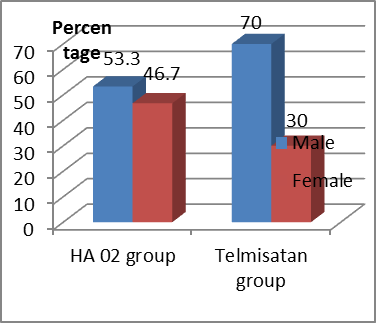 Percen
tage
70
60
50
40
30
20
10
0
53.3
46.7
70
30
Male
Female
HA 02 group
Telmisatan
group